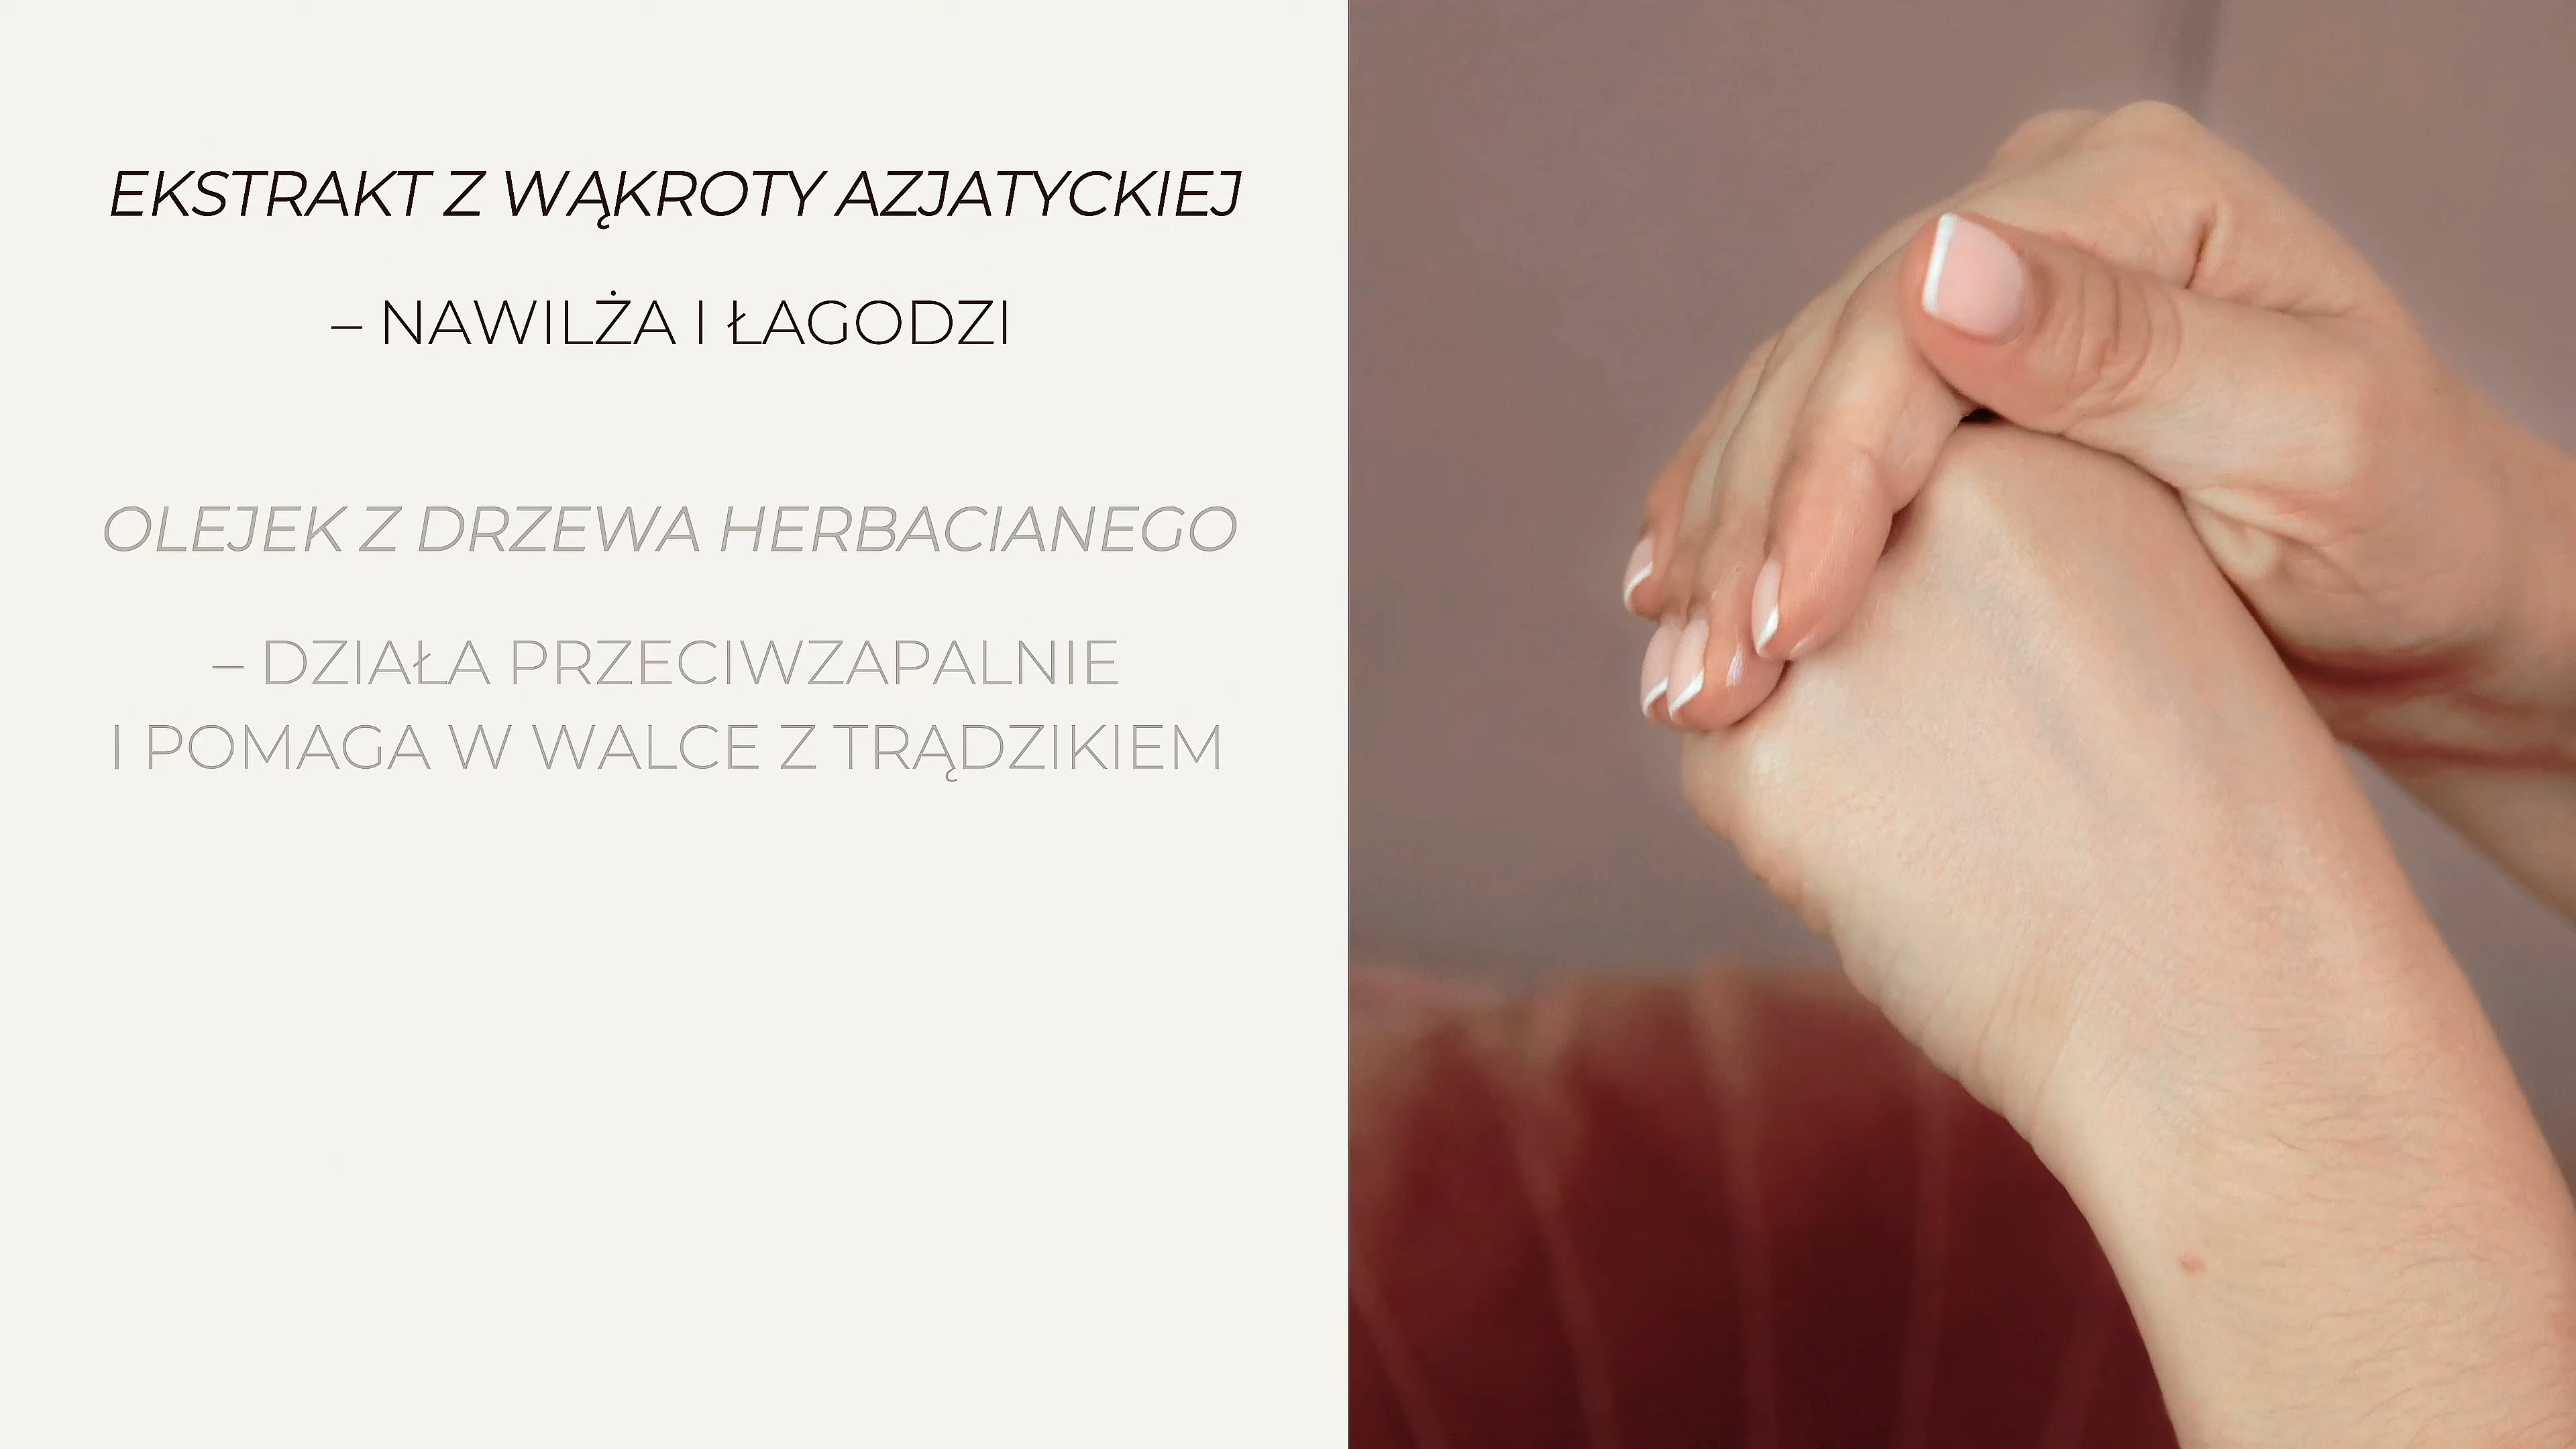 EKSTRAKT Z WĄKROTY AZJATYCKIEJ
– NAWILŻA I ŁAGODZI
OLEJEK Z DRZEWA HERBACIANEGO
– DZIAŁA PRZECIWZAPALNIE
I POMAGA W WALCE Z TRĄDZIKIEM